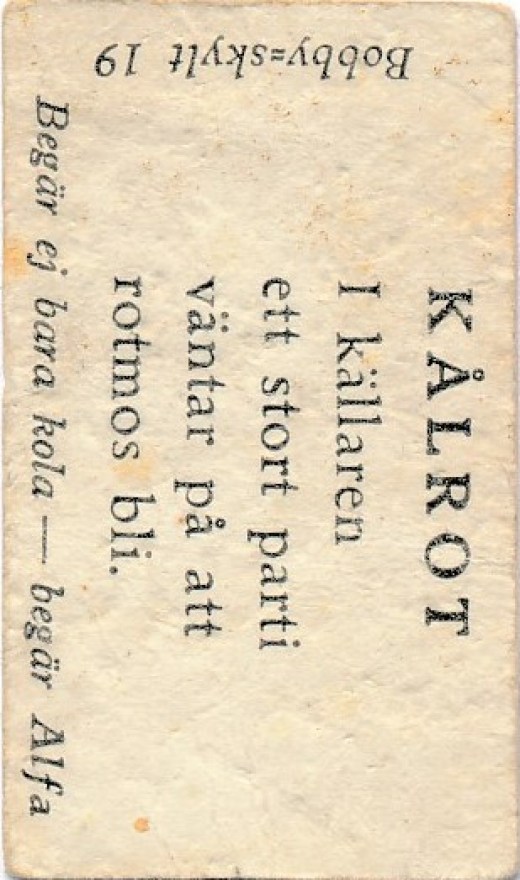 KÅLROT
I källaren
ett stort parti
väntar på att
rotmos bli.
Begär ej bara kola — begär Alfa
Bobby=skylt 19